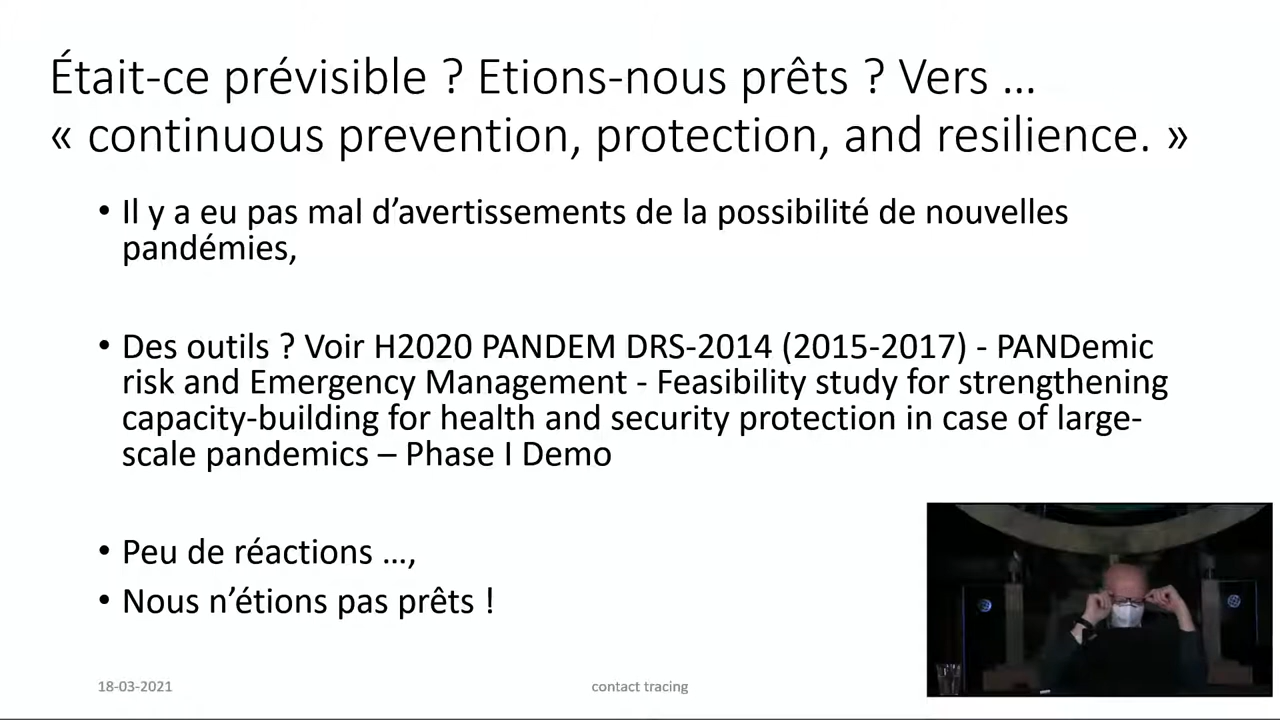 Était-ce prévisible ? Etions-nous prêts ? Vers ...
« continuous prevention, protection, and resilience. »
• Il y a eu pas mal d’avertissements de la possibilité de nouvelles
pandémies,
• Des outils ? Voir H2020 PANDEM DRS-2014 (2015-2017) - PANDemic
risk and Emergency Management - Feasibility study for strengthening
capacity-building for health and security protection in case of large-
scale pandemics – Phase I Demo
• Peu de réactions ...,
• Nous n’étions pas prêts !
18-03-2021
contact tracing